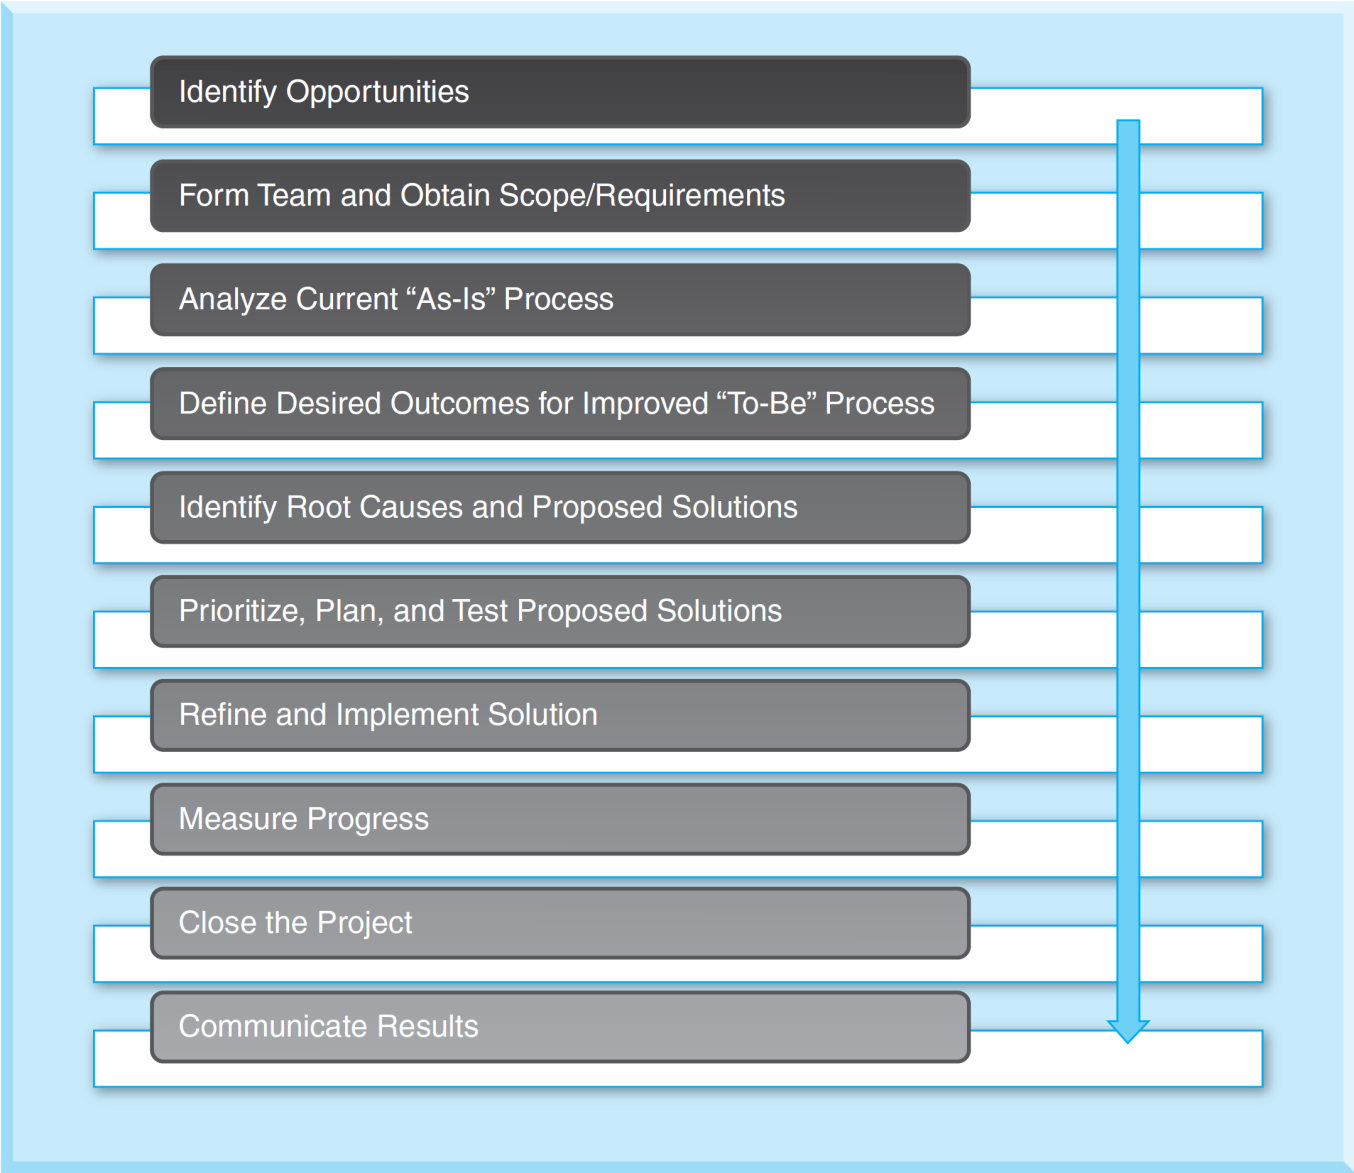 Identify Opportunities
Form Team and Obtain Scope/Requirements
Analyze Current “As-Is” Process
Define Desired Outcomes for Improved “To-Be” Process
Identify Root Causes and Proposed Solutions
Prioritize, Plan, and Test Proposed Solutions
Refine and Implement Solution
Measure Progress
Close the Project
Communicate Results